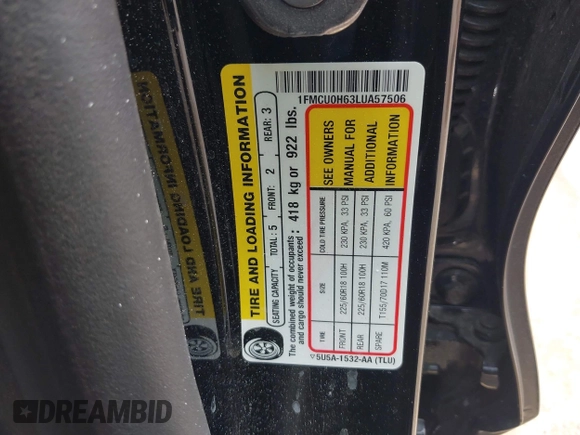 1FMCU0H63LUA57506
TIRE AND LOADING INFORMATION
SEATING CAPACITY TOTAL: 5 FRONT: 2 REAR: 3
The combined weight of occupants and cargo should never exceed: 418 kg or 922 lbs.
TIRE SIZE COLD TIRE PRESSURE
FRONT 225/60R18 100H 230 KPA, 33 PSI
REAR 225/60R18 100H 230 KPA, 33 PSI
SPARE T155/70D17 110M 420 KPA, 60 PSI
SEE OWNERS
MANUAL FOR
ADDITIONAL
INFORMATION
5U5A-1532-AA (TLU)
TIRE AND LOADING INFORMATION
DREAMBID